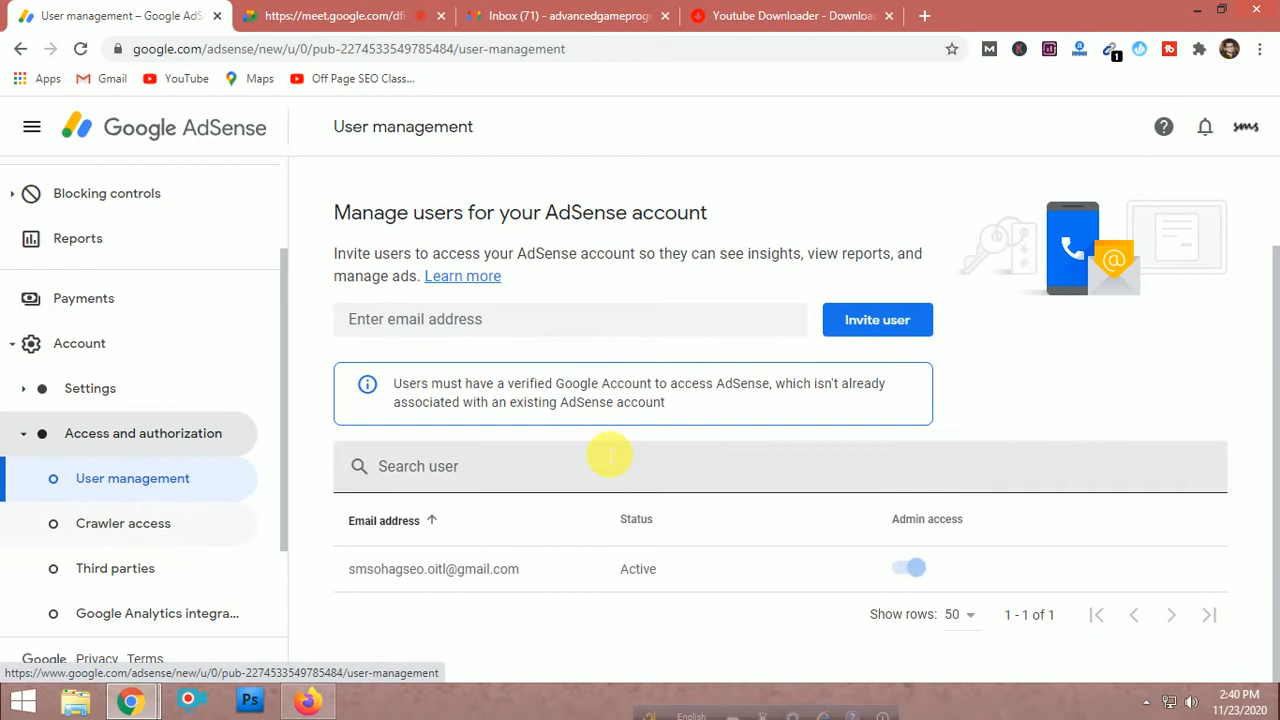 User management – Google AdSense
https://meet.google.com/dfi
Inbox (71) - advancedgameprog
Youtube Downloader - Download
google.com/adsense/new/u/0/pub-2274533549785484/user-management
1
Apps
Gmail
YouTube
Maps
Off Page SEO Class...
Google AdSense
User management
sms
Blocking controls
Reports
Payments
Account
Settings
Access and authorization
User management
Crawler access
Third parties
Google Analytics integra...
Google Privacy Terms
Manage users for your AdSense account
Invite users to access your AdSense account so they can see insights, view reports, and
manage ads. Learn more
Enter email address
Invite user
Users must have a verified Google Account to access AdSense, which isn't already
associated with an existing AdSense account
Search user
Email address Status Admin access
smsohagseo.oitl@gmail.com Active
Show rows: 50 1 - 1 of 1
https://www.google.com/adsense/new/u/0/pub-2274533549785484/user-management
Ps
English
2:40 PM
11/23/2020